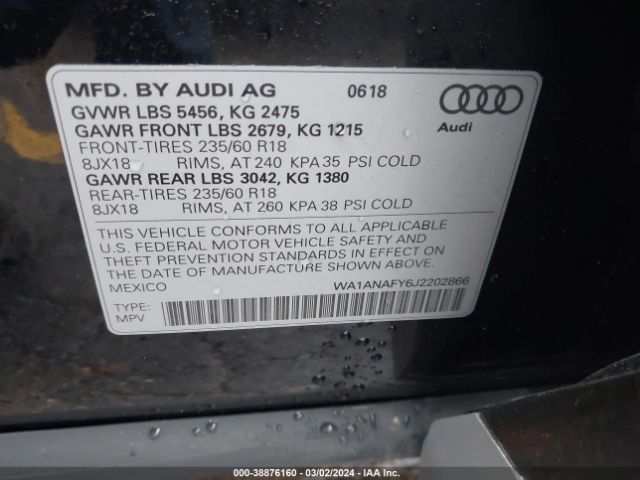 MFD. BY AUDI AG 0618
GVWR LBS 5456, KG 2475
GAWR FRONT LBS 2679, KG 1215
FRONT-TIRES 235/60 R18
8JX18 RIMS, AT 240 KPA 35 PSI COLD
GAWR REAR LBS 3042, KG 1380
REAR-TIRES 235/60 R18
8JX18 RIMS, AT 260 KPA 38 PSI COLD
Audi
THIS VEHICLE CONFORMS TO ALL APPLICABLE
U.S. FEDERAL MOTOR VEHICLE SAFETY AND
THEFT PREVENTION STANDARDS IN EFFECT ON
THE DATE OF MANUFACTURE SHOWN ABOVE.
MEXICO WA1ANAFY6J2202866
TYPE:
MPV
000-38876160 - 03/02/2024 - IAA Inc.